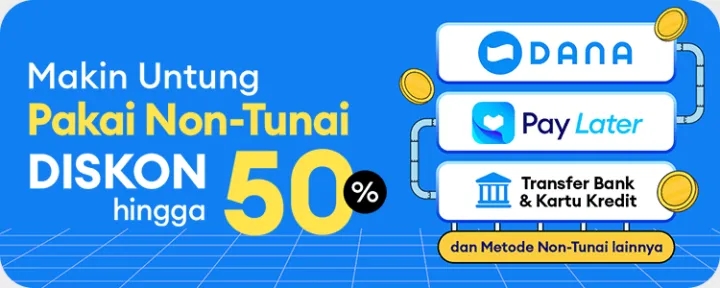 Makin Untung
Pakai Non-Tunai
DISKON
hingga
50%
DANA
Pay Later
Transfer Bank
& Kartu Kredit
dan Metode Non-Tunai lainnya